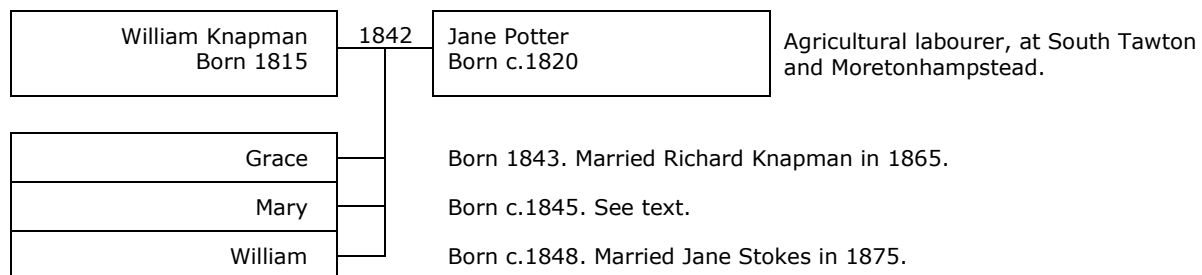 William Knapman
Born 1815
1842
Jane Potter
Born c.1820
Agricultural labourer, at South Tawton
and Moretonhampstead.
Grace
Born 1843. Married Richard Knapman in 1865.
Mary
Born c.1845. See text.
William
Born c.1848. Married Jane Stokes in 1875.